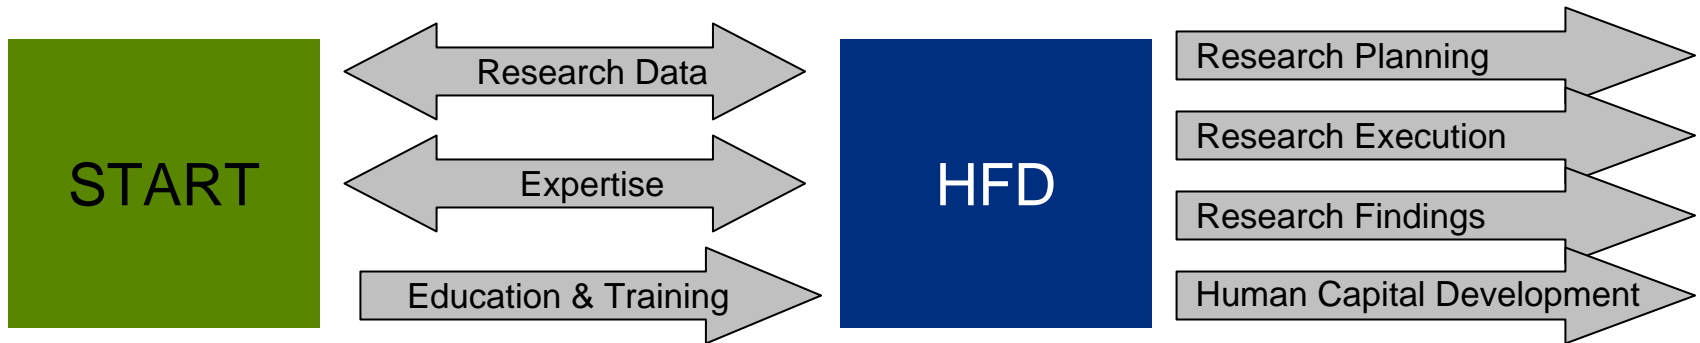 START
Research Data
Expertise
Education & Training
HFD
Research Planning
Research Execution
Research Findings
Human Capital Development